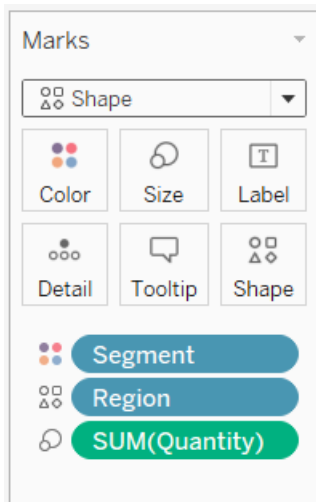 Marks
Shape
Color Size Label
Detail Tooltip Shape
Segment
Region
SUM(Quantity)